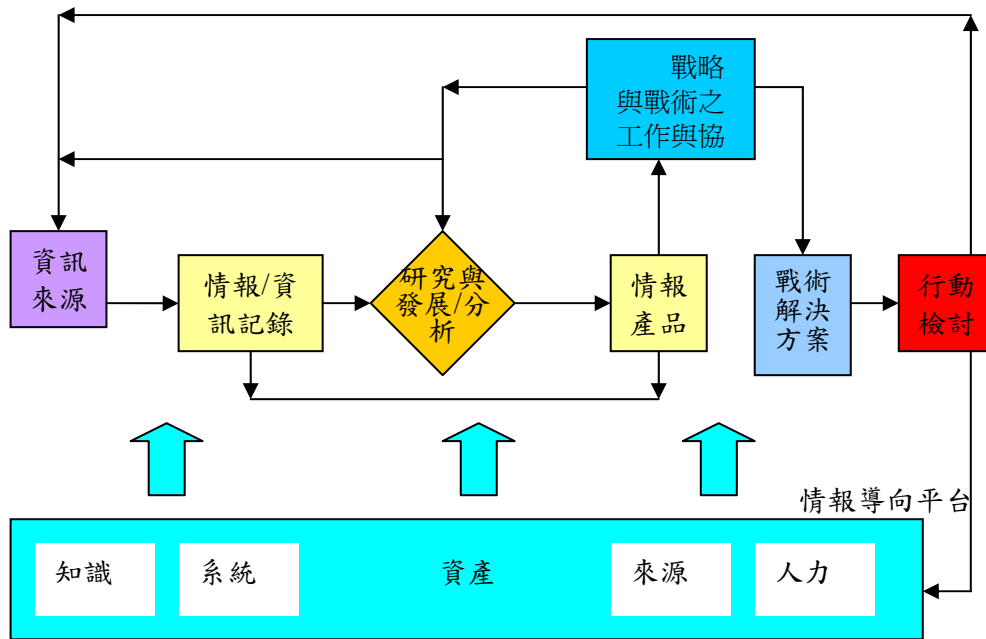 戰略
與戰術之
工作與協
資訊
來源
情報/資
訊記錄
研究與
發展/分
析
情報
產品
戰術
解決
方案
行動
檢討
情報導向平台
知識
系統
資產
來源
人力